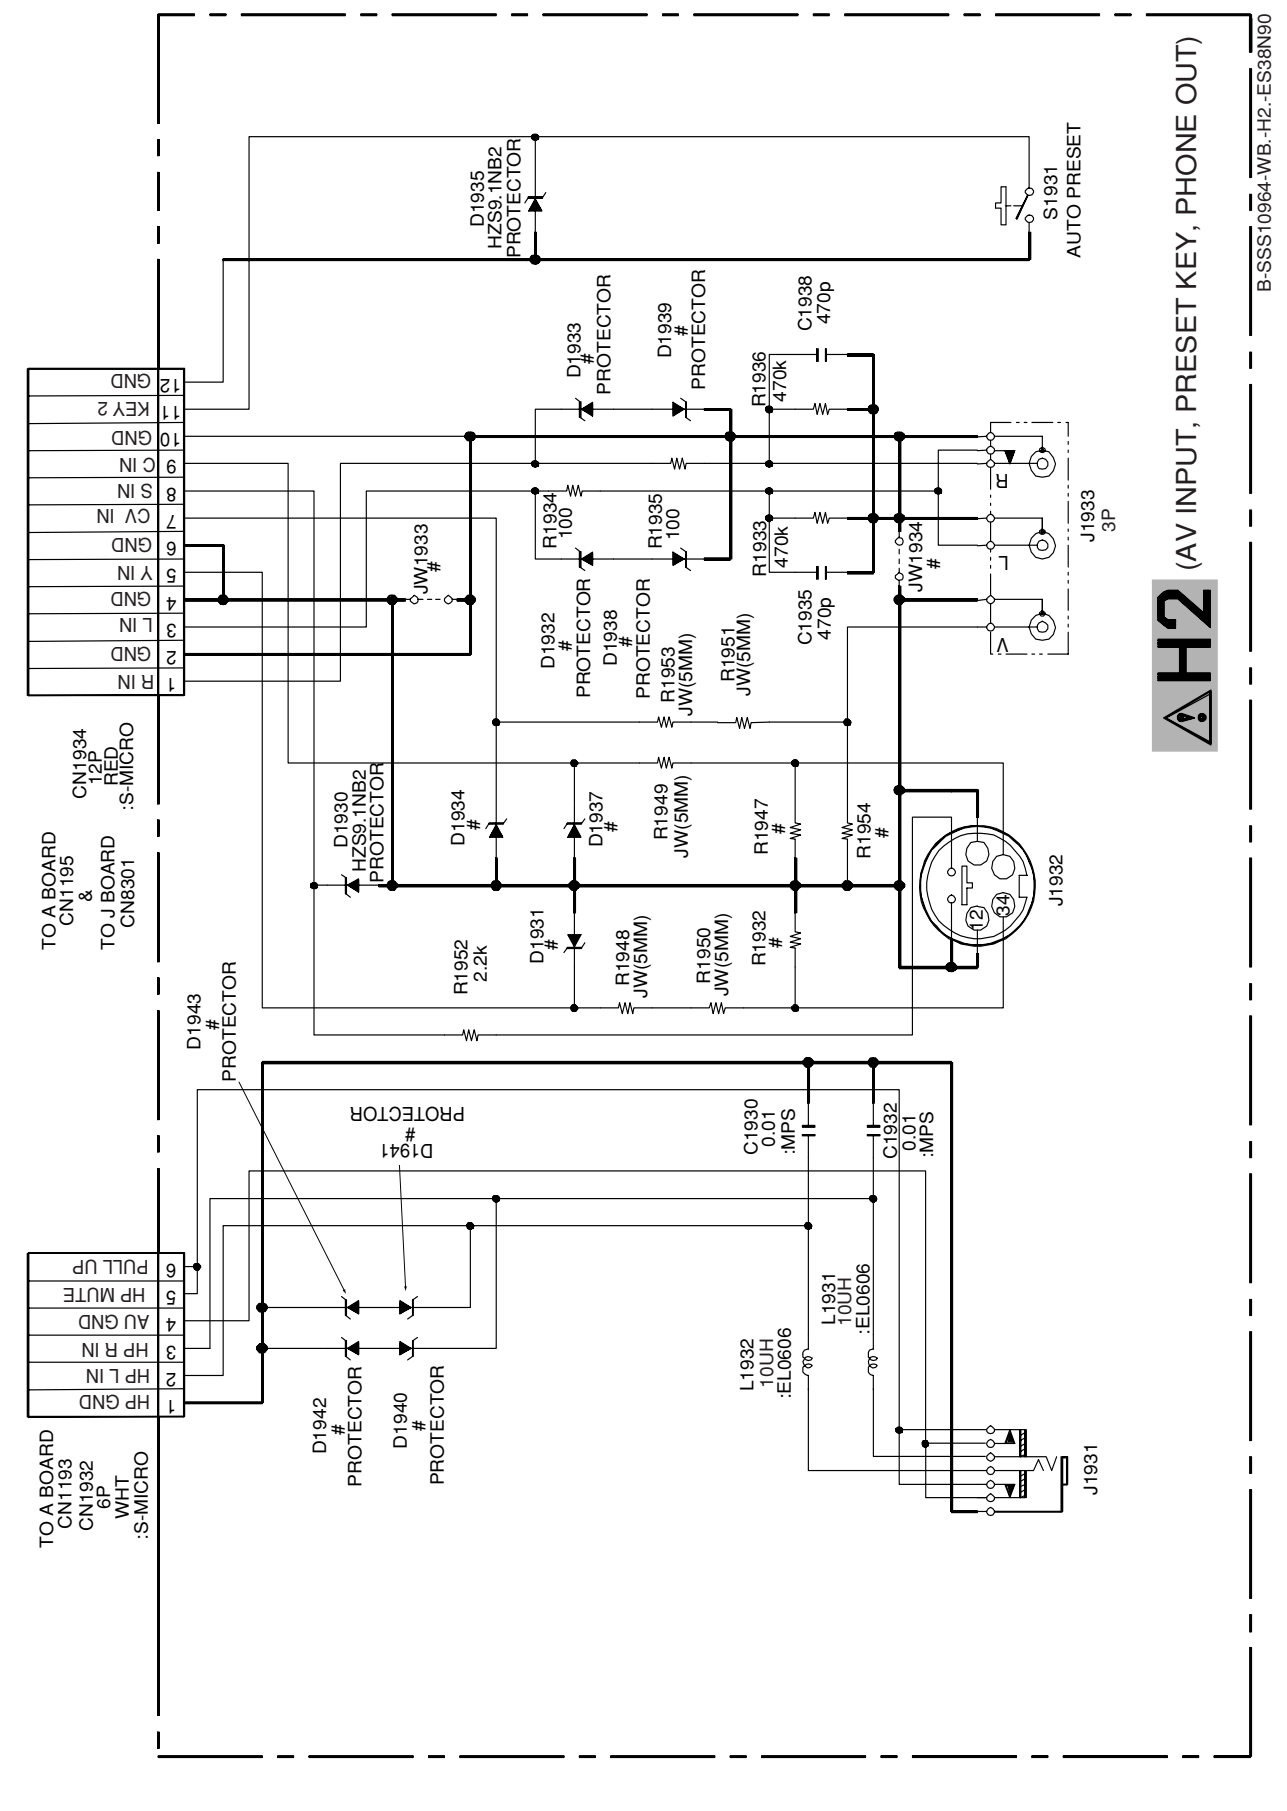 B-SSS10964-WB.-H2.-ES38N90
H2 (AV INPUT, PRESET KEY, PHONE OUT)
TO A BOARD
CN1193
CN1932
6P
WHT
:S-MICRO
1 HP GND
2 HP L IN
3 HP R IN
4 AU GND
5 HP MUTE
6 PULL UP
TO A BOARD
CN1195
&
TO J BOARD
CN8301
CN1934
12P
RED
:S-MICRO
1 R IN
2 GND
3 L IN
4 GND
5 Y IN
6 GND
7 CV IN
8 S IN
9 C IN
10 GND
11 KEY 2
12 GND
D1943
#
PROTECTOR
D1941
#
PROTECTOR
D1942
#
PROTECTOR
D1940
#
PROTECTOR
D1930
HZS9.1NB2
PROTECTOR
D1934
#
D1937
#
D1931
#
R1952
2.2k
R1948
JW(5MM)
R1950
JW(5MM)
R1932
#
R1949
JW(5MM)
R1947
#
R1954
#
R1953
JW(5MM)
R1951
JW(5MM)
JW1933
#
D1935
HZS9.1NB2
PROTECTOR
D1933
#
PROTECTOR
D1939
#
PROTECTOR
D1932
#
PROTECTOR
D1938
#
PROTECTOR
R1934
100
R1935
100
R1936
470k
R1933
470k
C1938
470p
C1935
470p
JW1934
#
S1931
AUTO PRESET
R
L
V
J1933
3P
12
34
J1932
C1930
0.01
:MPS
C1932
0.01
:MPS
L1932
10UH
:EL0606
L1931
10UH
:EL0606
J1931